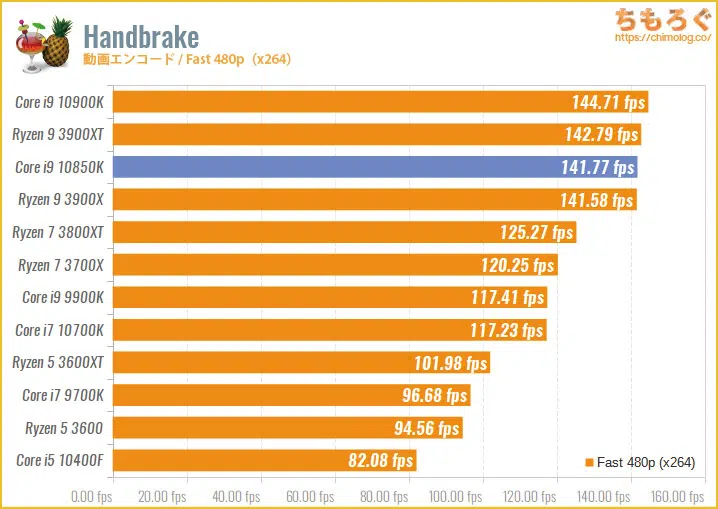 Handbrake
動画エンコード / Fast 480p（x264）
ちもろぐ
https://chimolog.co/
Core i9 10900K 144.71 fps
Ryzen 9 3900XT 142.79 fps
Core i9 10850K 141.77 fps
Ryzen 9 3900X 141.58 fps
Ryzen 7 3800XT 125.27 fps
Ryzen 7 3700X 120.25 fps
Core i9 9900K 117.41 fps
Core i7 10700K 117.23 fps
Ryzen 5 3600XT 101.98 fps
Core i7 9700K 96.68 fps
Ryzen 5 3600 94.56 fps
Core i5 10400F 82.08 fps
Fast 480p (x264)
0.00 fps 20.00 fps 40.00 fps 60.00 fps 80.00 fps 100.00 fps 120.00 fps 140.00 fps 160.00 fps